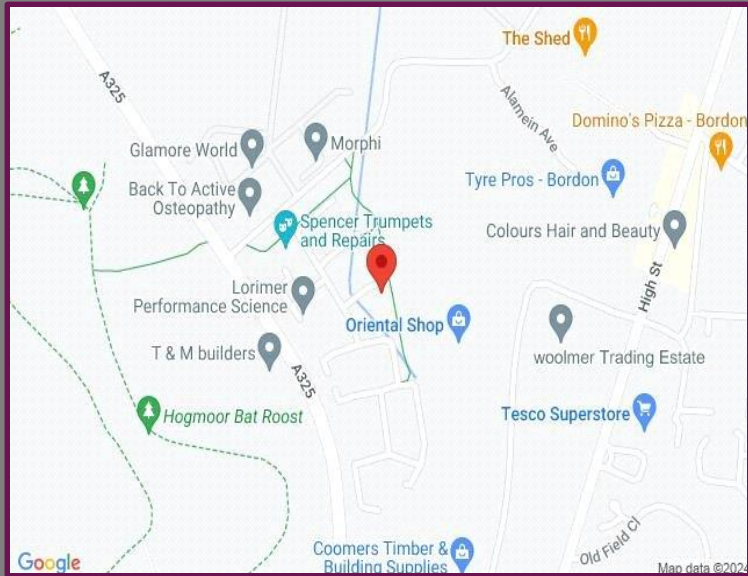 The Shed
A325
Alamein Ave
Domino's Pizza - Bordon
Glamore World
Morphi
Back To Active
Osteopathy
Tyre Pros - Bordon
Spencer Trumpets
and Repairs
Colours Hair and Beauty
High St
Lorimer
Performance Science
Oriental Shop
T & M builders
woolmer Trading Estate
A325
Hogmoor Bat Roost
Tesco Superstore
Coomers Timber &
Building Supplies
Old Field Cl
Google
Map data ©2024